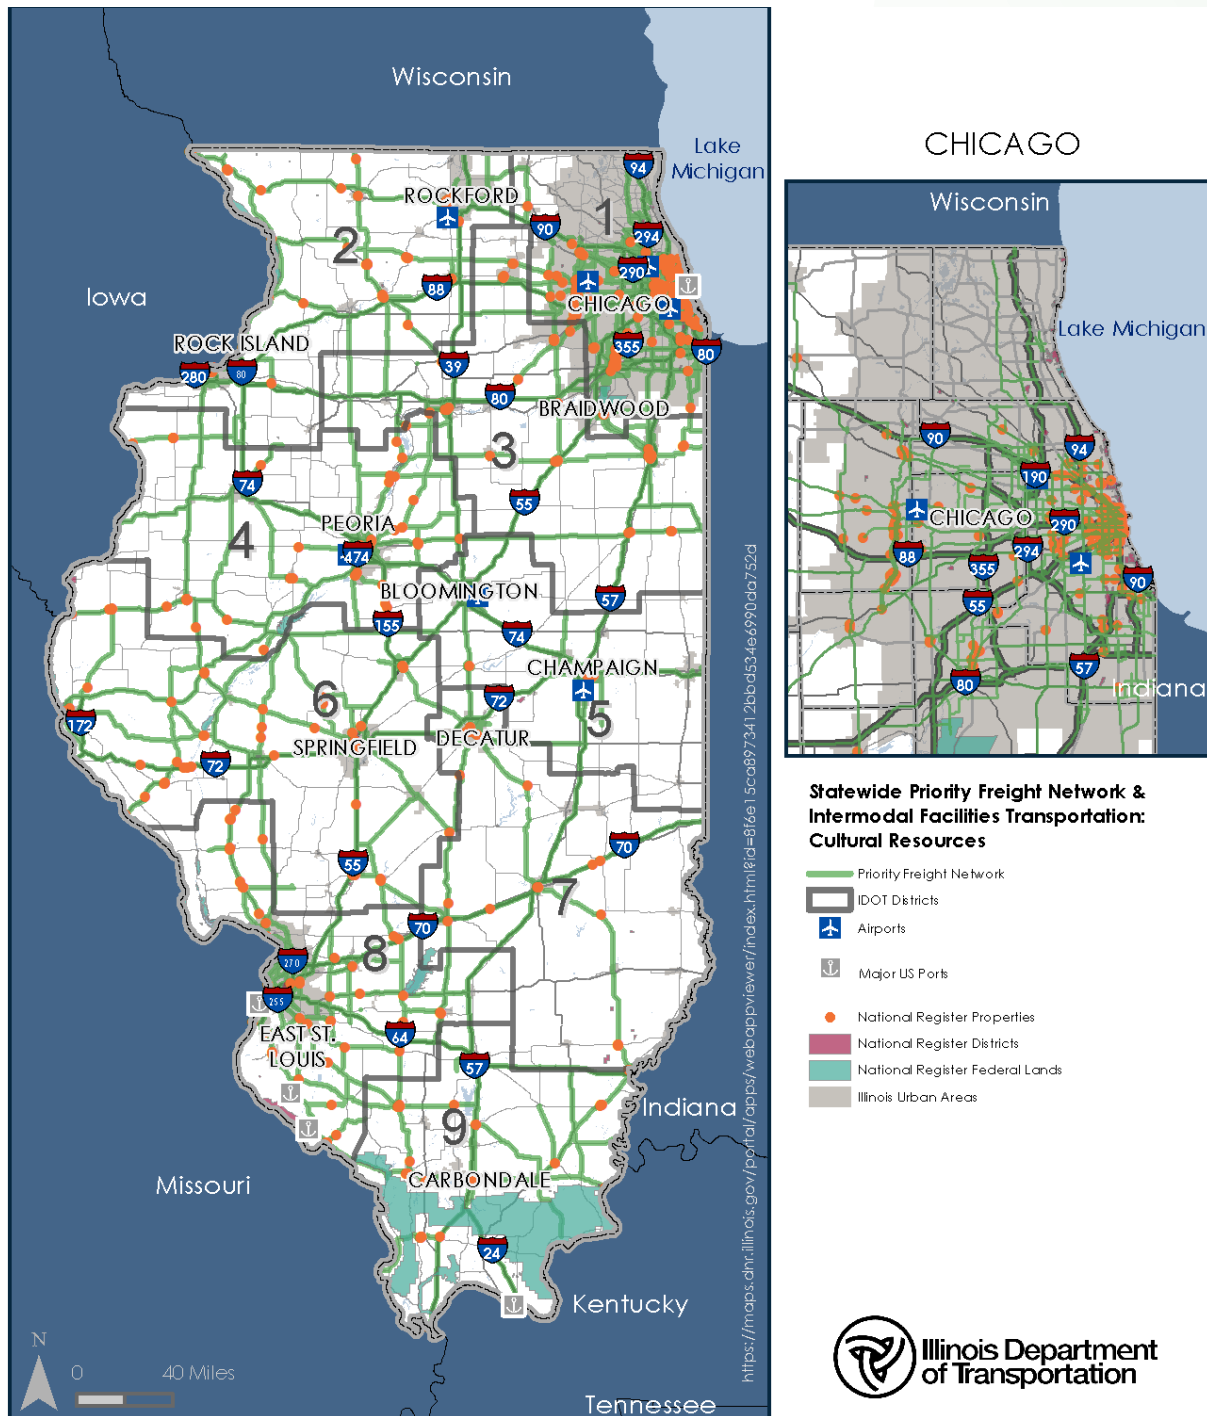 Wisconsin
Lake
Michigan
94
ROCKFORD
1
90
294
2
290
88
Iowa
CHICAGO
ROCK ISLAND
355
80
39
280
80
80
BRAIDWOOD
3
74
55
PEORIA
4
-474
BLOOMINGTON
57
155
74
CHAMPAIGN
6
72
5
172
SPRINGFIELD
DECATUR
72
70
55
7
70
8
270
255
EAST ST.
LOUIS
64
57
Indiana
9
Missouri
CARBONDALE
24
Kentucky
N
0
40 Miles
Tennessee
https://maps.dnr.illinois.gov/portal/apps/webappviewer/index.html?id=8f6e15ca8973412bbd534e6990da752d
CHICAGO
Wisconsin
Lake Michigan
90
94
190
CHICAGO
290
88
294
355
90
55
57
80
Indiana
Statewide Priority Freight Network &
Intermodal Facilities Transportation:
Cultural Resources
Priority Freight Network
IDOT Districts
Airports
Major US Ports
National Register Properties
National Register Districts
National Register Federal Lands
Illinois Urban Areas
Illinois Department
of Transportation